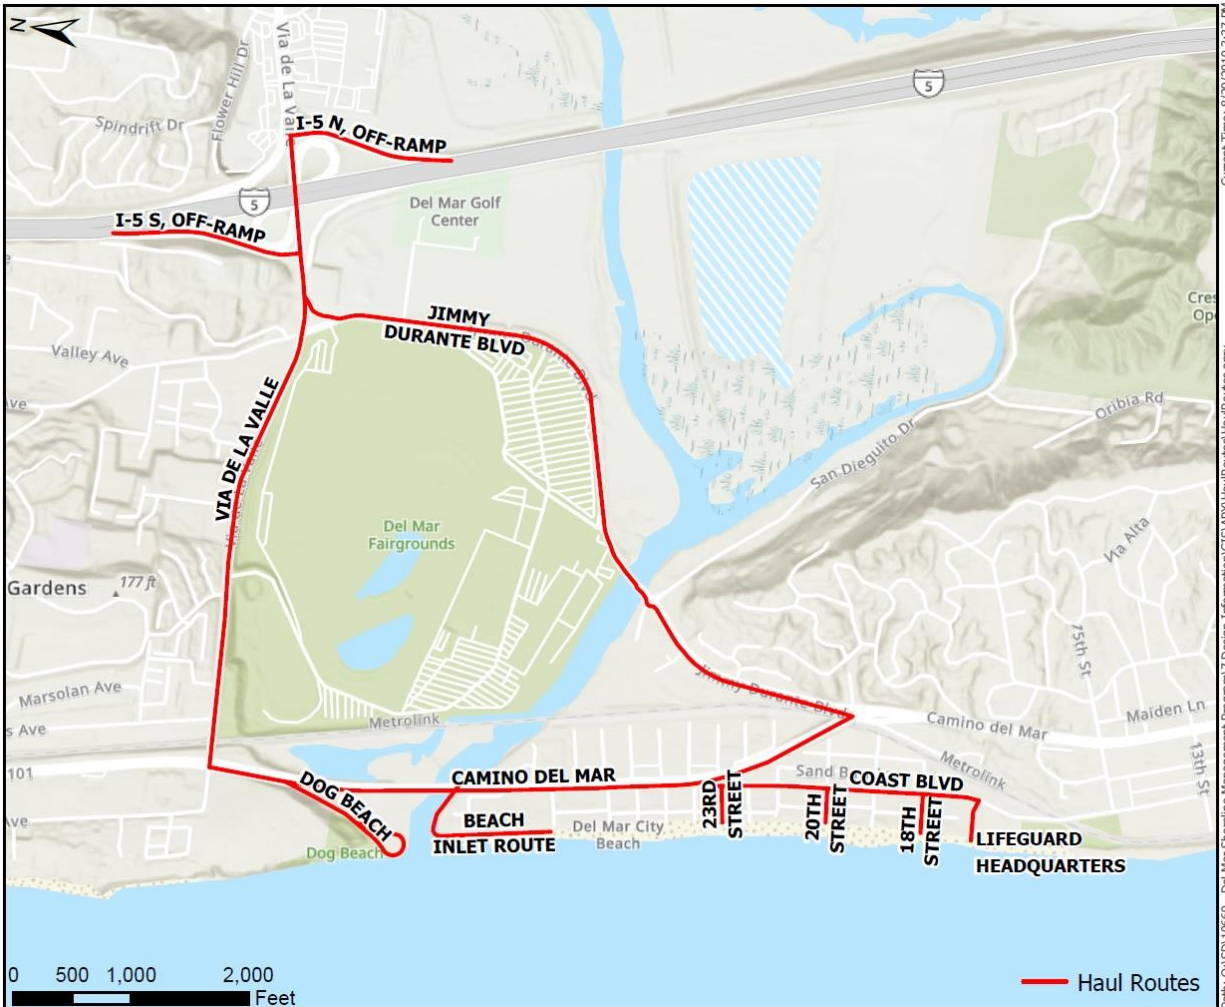 N
Via de La Valle
Flower Hill Dr
Spindrift Dr
I-5 N, OFF-RAMP
5
5
I-5 S, OFF-RAMP
Del Mar Golf
Center
JIMMY
DURANTE BLVD
Valley Ave
ve
VIA DE LA VALLE
Oribia Rd
San Dieguito Dr
Del Mar
Fairgrounds
Gardens
177 ft
Marsolan Ave
s Ave
Metrolink
Jimmy Durante Blvd
Camino del Mar
Maiden Ln
15th St
13th St
Metrolink
101
DOG BEACH
CAMINO DEL MAR
COAST BLVD
23RD
STREET
20TH
STREET
18TH
STREET
BEACH
INLET ROUTE
Del Mar City
Beach
Dog Beach
LIFEGUARD
HEADQUARTERS
0 500 1,000 2,000
Feet
Haul Routes